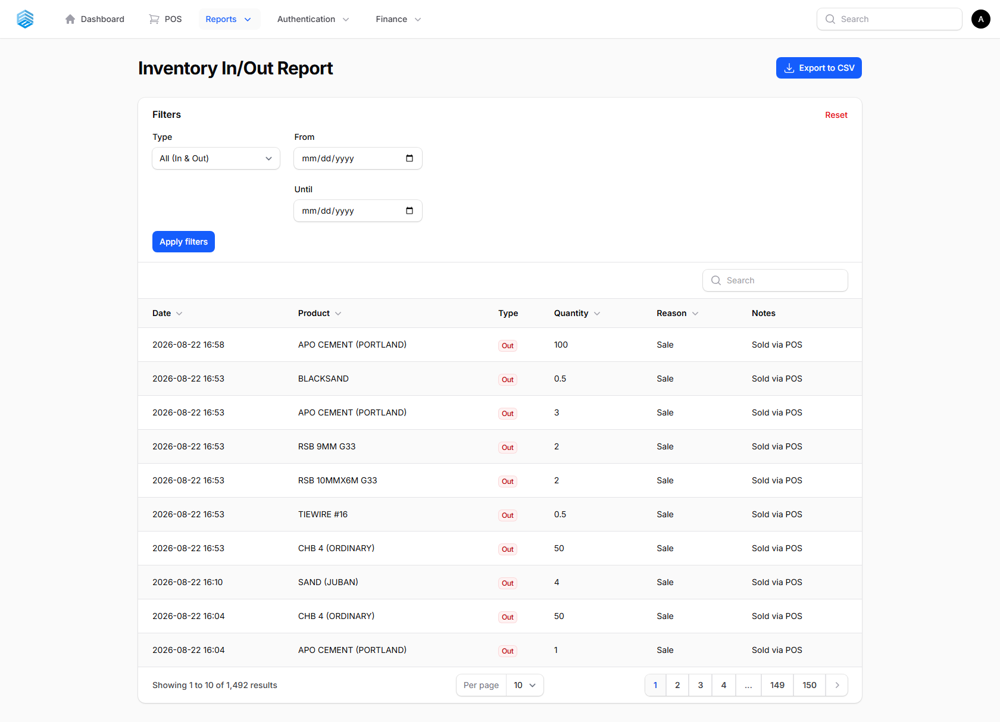 Dashboard POS Reports Authentication Finance Search A
Inventory In/Out Report Export to CSV
Filters Reset
Type From
All (In & Out) mm/dd/yyyy
Until
mm/dd/yyyy
Apply filters
Search
Date Product Type Quantity Reason Notes
2026-08-22 16:58 APO CEMENT (PORTLAND) Out 100 Sale Sold via POS
2026-08-22 16:53 BLACKSAND Out 0.5 Sale Sold via POS
2026-08-22 16:53 APO CEMENT (PORTLAND) Out 3 Sale Sold via POS
2026-08-22 16:53 RSB 9MM G33 Out 2 Sale Sold via POS
2026-08-22 16:53 RSB 10MMX6M G33 Out 2 Sale Sold via POS
2026-08-22 16:53 TIEWIRE #16 Out 0.5 Sale Sold via POS
2026-08-22 16:53 CHB 4 (ORDINARY) Out 50 Sale Sold via POS
2026-08-22 16:10 SAND (JUBAN) Out 4 Sale Sold via POS
2026-08-22 16:04 CHB 4 (ORDINARY) Out 50 Sale Sold via POS
2026-08-22 16:04 APO CEMENT (PORTLAND) Out 1 Sale Sold via POS
Showing 1 to 10 of 1,492 results Per page 10 1 2 3 4 ... 149 150